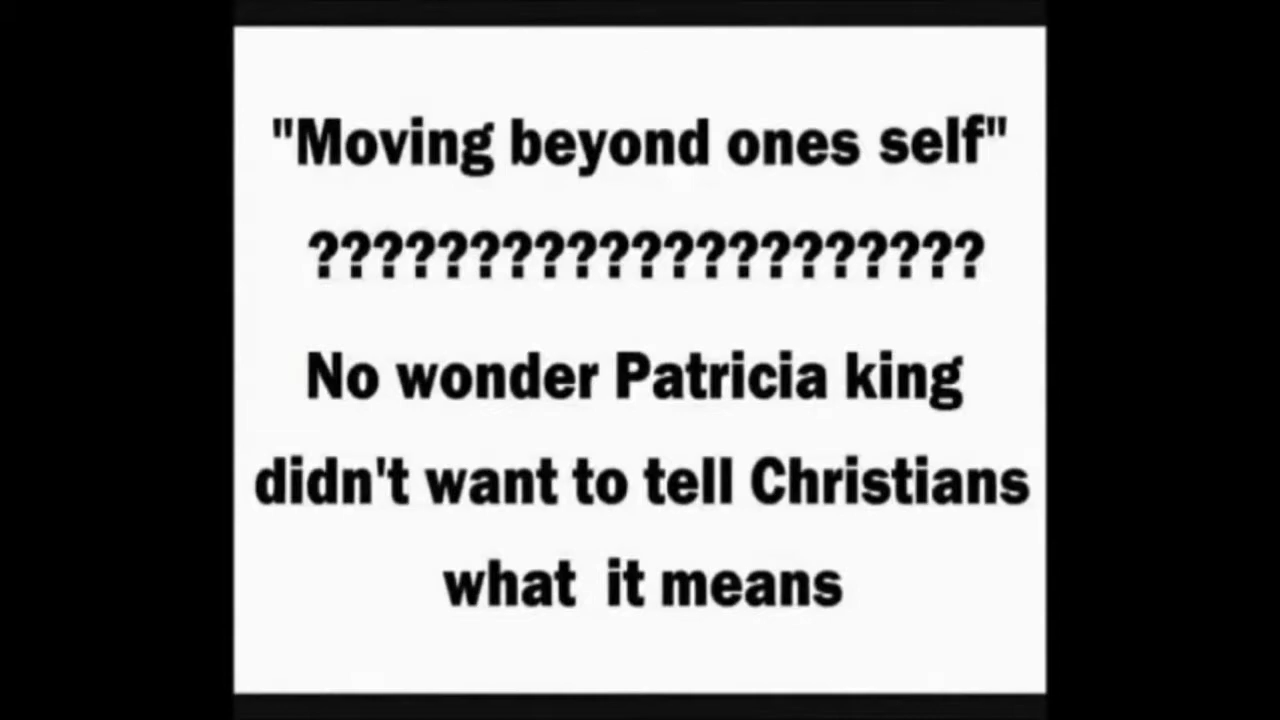 "Moving beyond ones self"
?????????????????????
No wonder Patricia king
didn't want to tell Christians
what  it means